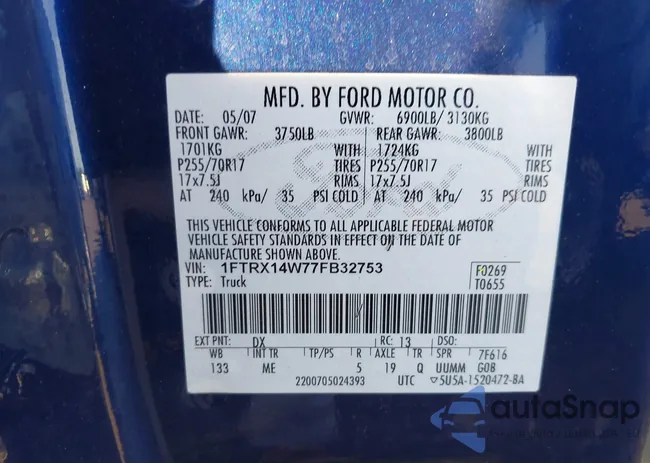 MFD. BY FORD MOTOR CO.
DATE: 05/07 GVWR: 6900LB/ 3130KG
FRONT GAWR: 3750LB REAR GAWR: 3800LB
1701KG WITH 1724KG WITH
P255/70R17 TIRES P255/70R17 TIRES
17x7.5J RIMS 17x7.5J RIMS
AT 240 kPa/ 35 PSI COLD AT 240 kPa/ 35 PSI COLD
THIS VEHICLE CONFORMS TO ALL APPLICABLE FEDERAL MOTOR
VEHICLE SAFETY STANDARDS IN EFFECT ON THE DATE OF
MANUFACTURE SHOWN ABOVE.
VIN: 1FTRX14W77FB32753 F0269
TYPE: Truck T0655
EXT PNT: DX RC: 13 DSO:
WB INT TR TP/PS R AXLE TR SPR 7F616
133 ME 5 19 Q UUMM G0B
2200705024393 UTC ▽5U5A-1520472-BA
autoSnap
POWERED BY CARFAST